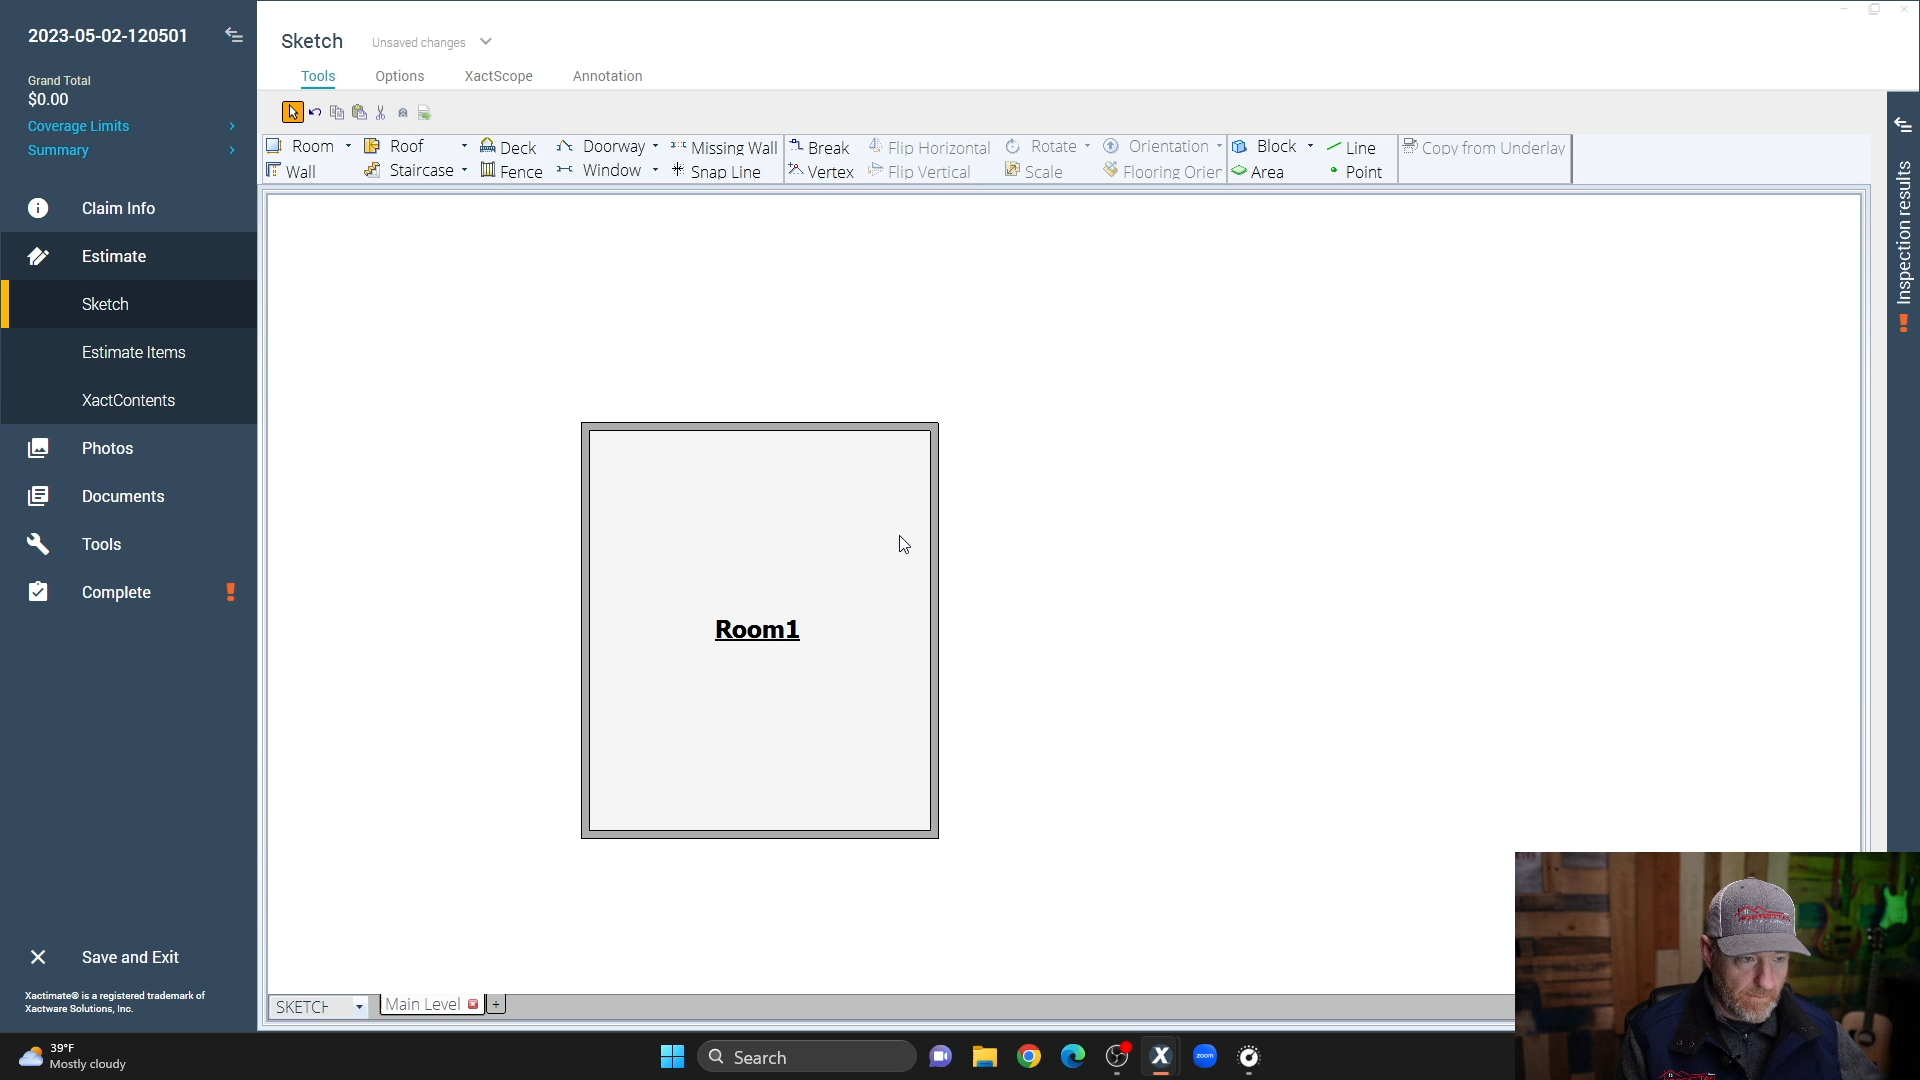 2023-05-02-120501
Grand Total
$0.00
Coverage Limits
Summary
Claim Info
Estimate
Sketch
Estimate Items
XactContents
Photos
Documents
Tools
Complete
Save and Exit
Xactimate® is a registered trademark of
Xactware Solutions, Inc.
Sketch Unsaved changes
Tools Options XactScope Annotation
Room Roof Deck Doorway Missing Wall Break Flip Horizontal Rotate Orientation Block Line Copy from Underlay
Wall Staircase Fence Window Snap Line Vertex Flip Vertical Scale Flooring Orier Area Point
Inspection results
Room1
SKETCH Main Level +
39°F
Mostly cloudy
Search
zoom